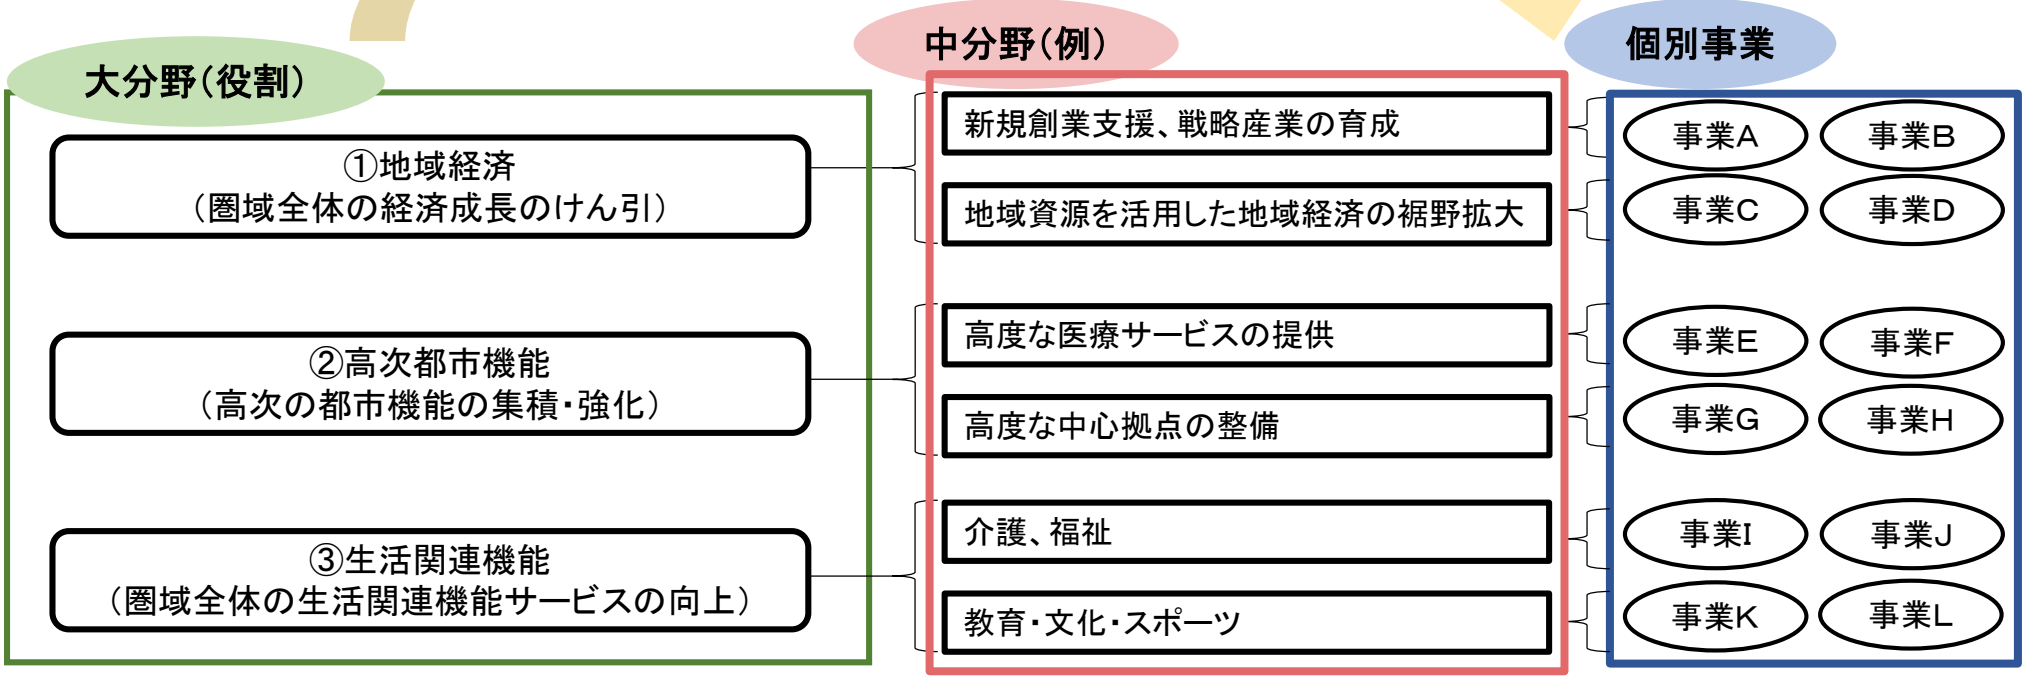 大分野（役割）
中分野（例）
個別事業
①地域経済
（圏域全体の経済成長のけん引）
新規創業支援、戦略産業の育成
事業A
事業B
地域資源を活用した地域経済の裾野拡大
事業C
事業D
②高次都市機能
（高次の都市機能の集積・強化）
高度な医療サービスの提供
事業E
事業F
高度な中心拠点の整備
事業G
事業H
③生活関連機能
（圏域全体の生活関連機能サービスの向上）
介護、福祉
事業I
事業J
教育・文化・スポーツ
事業K
事業L